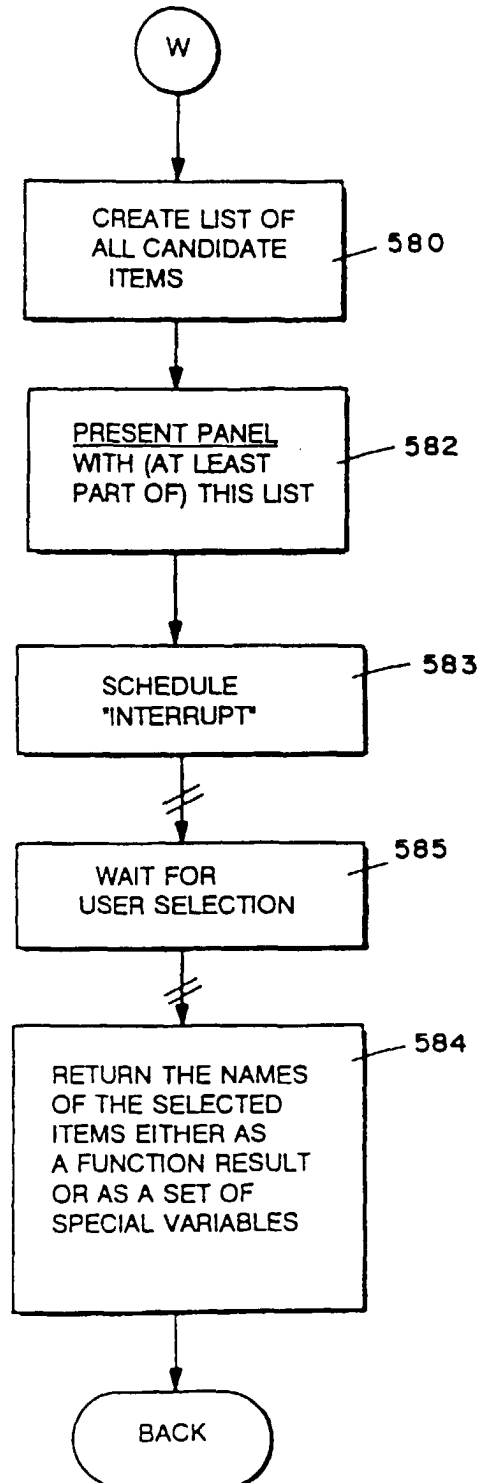 W
CREATE LIST OF
ALL CANDIDATE
ITEMS
580
PRESENT PANEL
WITH (AT LEAST
PART OF) THIS LIST
582
SCHEDULE
"INTERRUPT"
583
WAIT FOR
USER SELECTION
585
RETURN THE NAMES
OF THE SELECTED
ITEMS EITHER AS
A FUNCTION RESULT
OR AS A SET OF
SPECIAL VARIABLES
584
BACK